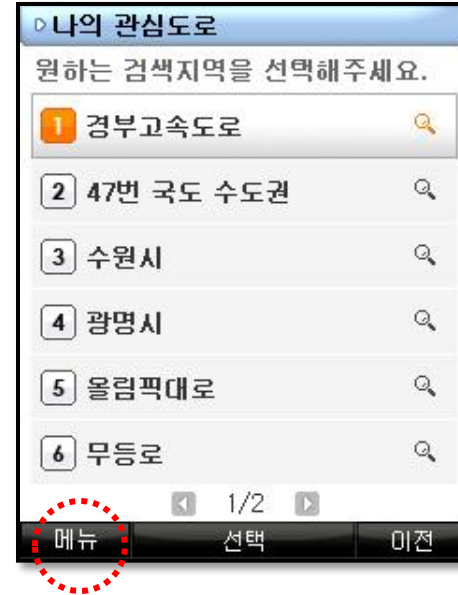 ▷나의 관심도로
원하는 검색지역을 선택해주세요.
1 경부고속도로
2 47번 국도 수도권
3 수원시
4 광명시
5 올림픽대로
6 무등로
1/2
메뉴 선택 이전